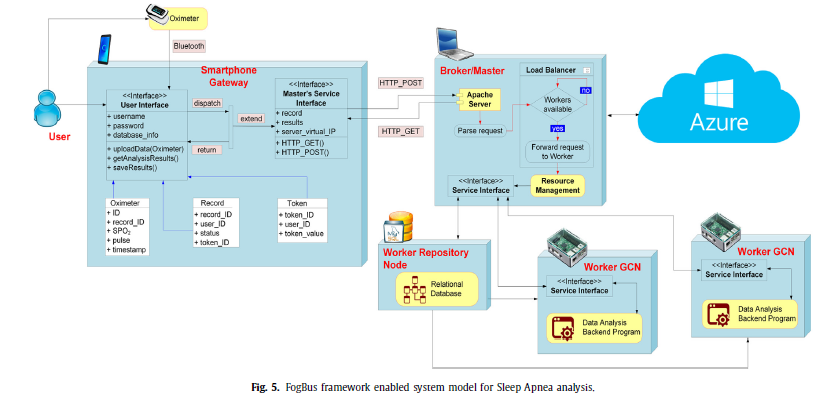 Oximeter
Bluetooth
User
Smartphone
Gateway
<<Interface>>
User Interface
+ username
+ password
+ database_info
+ uploadData(Oximeter)
+ getAnalysisResults()
+ saveResults()
dispatch
extend
return
<<Interface>>
Master's Service
Interface
+ record
+ results
+ server_virtual_IP
+ HTTP_GET()
+ HTTP_POST()
Oximeter
+ ID
+ record_ID
+ SPO2
+ pulse
+ timestamp
Record
+ record_ID
+ user_ID
+ status
+ token_ID
Token
+ token_ID
+ user_ID
+ token_value
HTTP_POST
HTTP_GET
Broker/Master
Apache
Server
Parse request
Load Balancer
Workers
available
no
yes
Forward request
to Worker
Resource
Management
<<Interface>>
Service Interface
Azure
Worker Repository
Node
Relational
Database
Worker GCN
<<Interface>>
Service Interface
Data Analysis
Backend Program
Worker GCN
<<Interface>>
Service Interface
Data Analysis
Backend Program
Fig. 5. FogBus framework enabled system model for Sleep Apnea analysis.